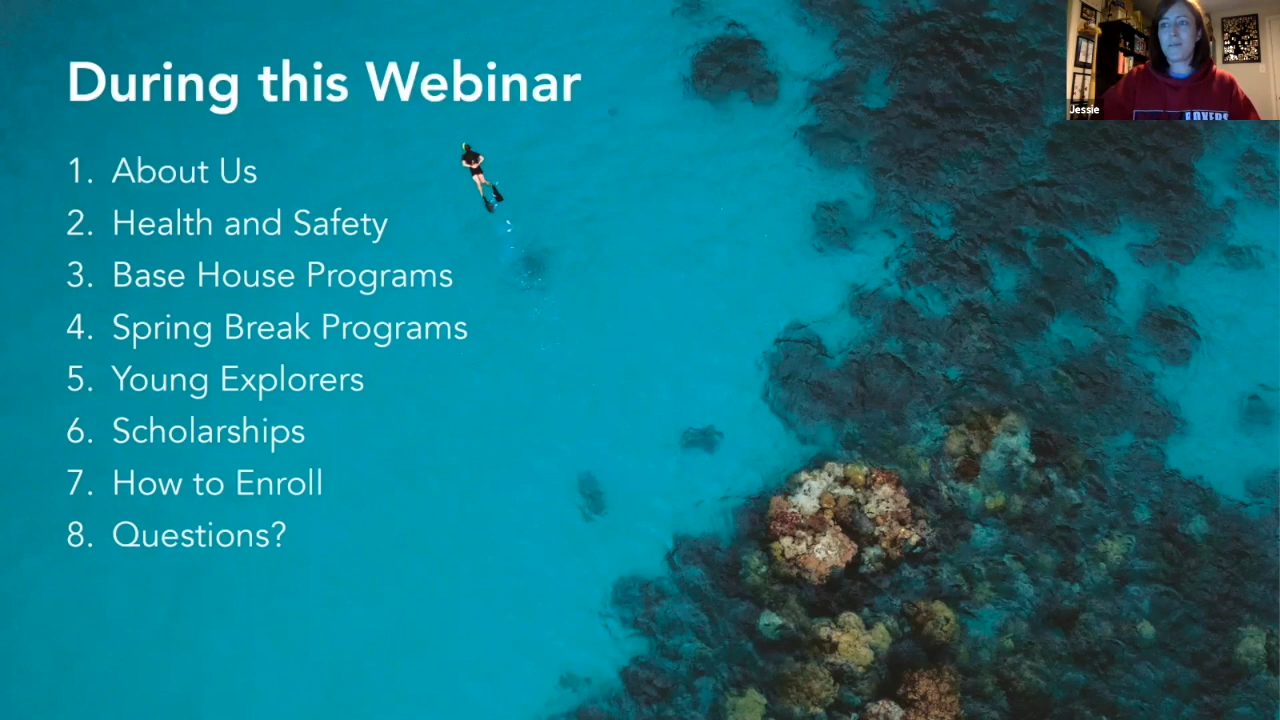 During this Webinar
1. About Us
2. Health and Safety
3. Base House Programs
4. Spring Break Programs
5. Young Explorers
6. Scholarships
7. How to Enroll
8. Questions?
Jessie